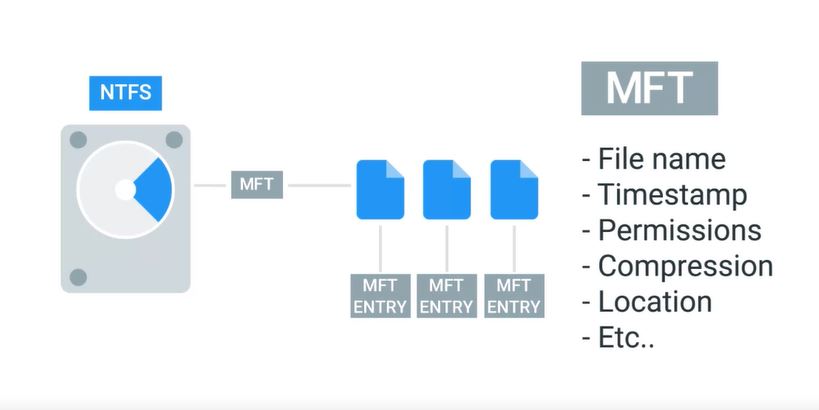 NTFS
MFT
MFT
ENTRY
MFT
ENTRY
MFT
ENTRY
MFT
- File name
- Timestamp
- Permissions
- Compression
- Location
- Etc..